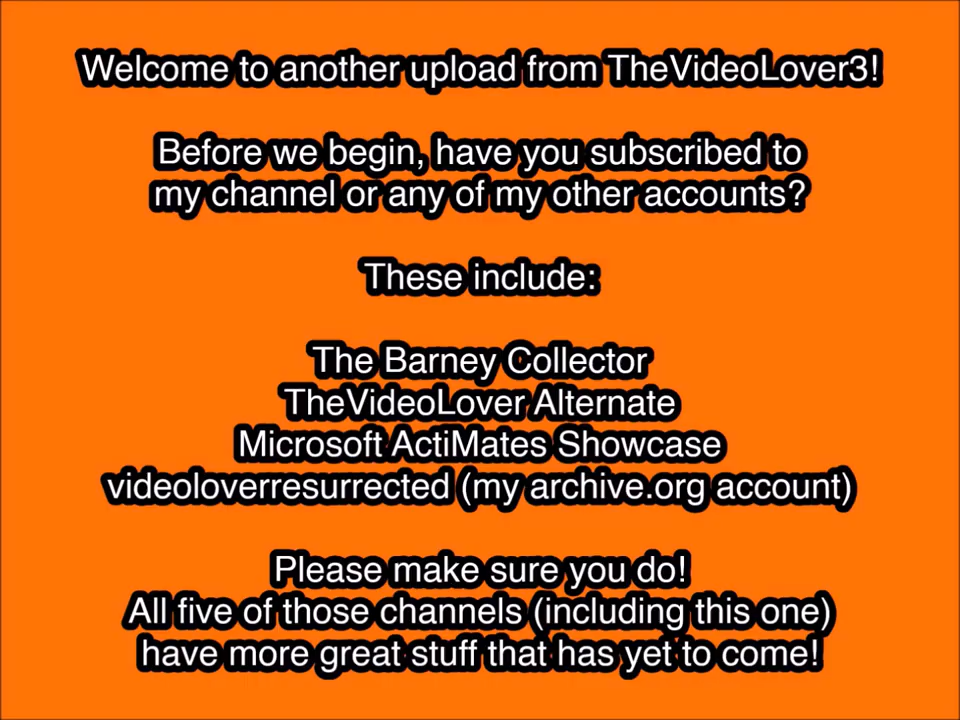 Welcome to another upload from TheVideoLover3!
Before we begin, have you subscribed to
my channel or any of my other accounts?
These include:
The Barney Collector
TheVideoLover Alternate
Microsoft ActiMates Showcase
videoloverresurrected (my archive.org account)
Please make sure you do!
All five of those channels (including this one)
have more great stuff that has yet to come!